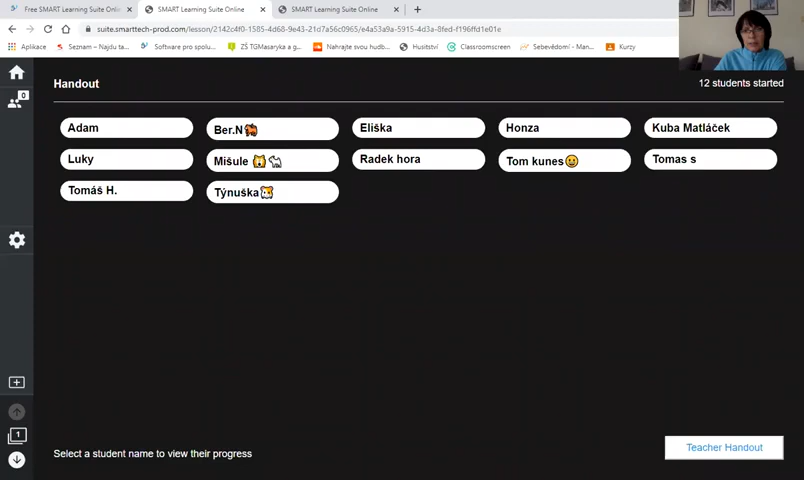 Free SMART Learning Suite Onlin
SMART Learning Suite Online
SMART Learning Suite Online
suite.smarttech-prod.com/lesson/2142c4f0-1585-4d68-9e43-21d7a56c0965/e4a53a9a-5915-4d3a-8fed-f196ffd1e01e
Aplikace
Seznam – Najdu ta...
Software pro spolu...
ZŠ TGMasaryka a g...
Nahrajte svou hudb...
Husitství
Classroomscreen
Sebevědomí - Man...
Kurzy
0
Handout
12 students started
Adam
Ber.N
Eliška
Honza
Kuba Matláček
Luky
Mišule
Radek hora
Tom kunes
Tomas s
Tomáš H.
Týnuška
1
Select a student name to view their progress
Teacher Handout